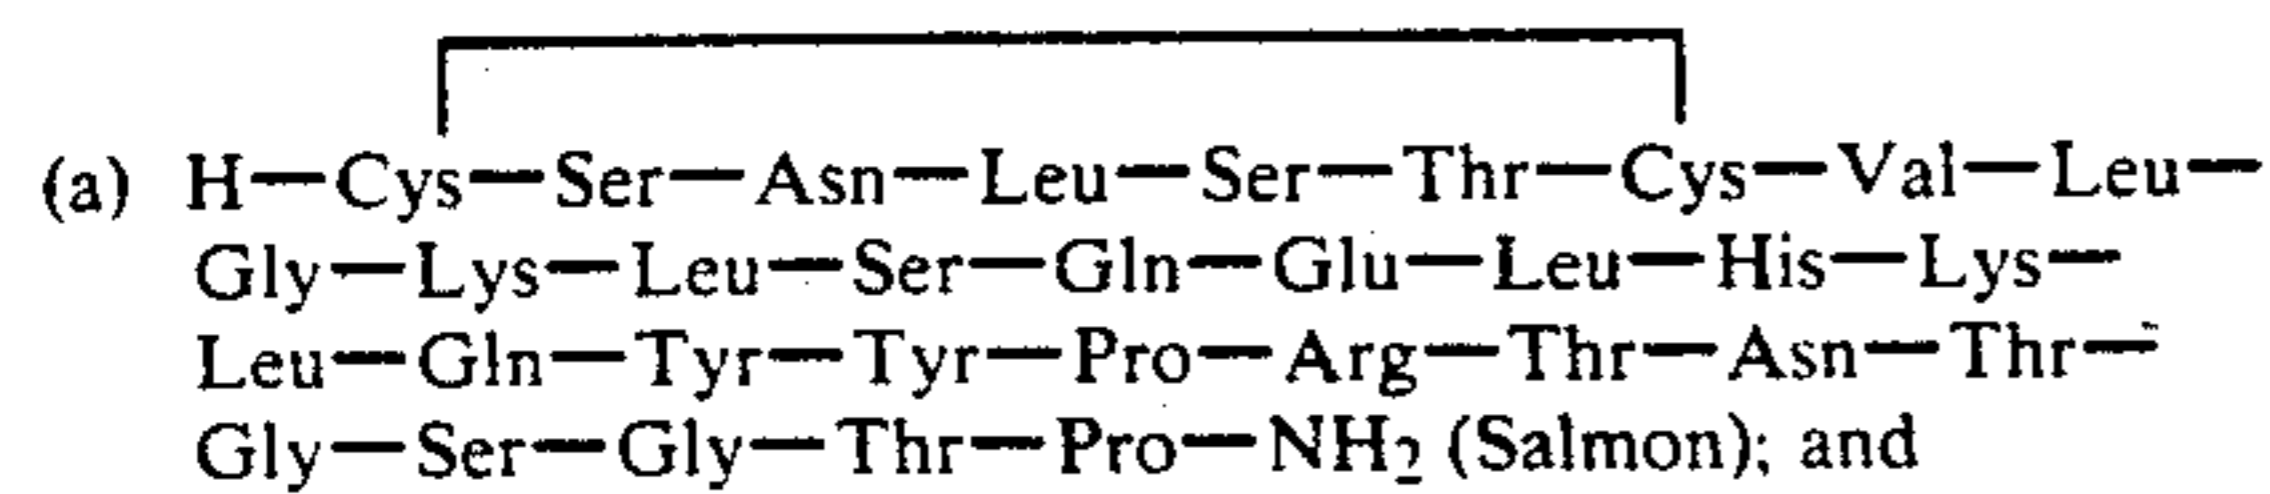 (a) H—Cys—Ser—Asn—Leu—Ser—Thr—Cys—Val—Leu—
Gly—Lys—Leu—Ser—Gln—Glu—Leu—His—Lys—
Leu—Gln—Tyr—Tyr—Pro—Arg—Thr—Asn—Thr—
Gly—Ser—Gly—Thr—Pro—NH₂ (Salmon); and